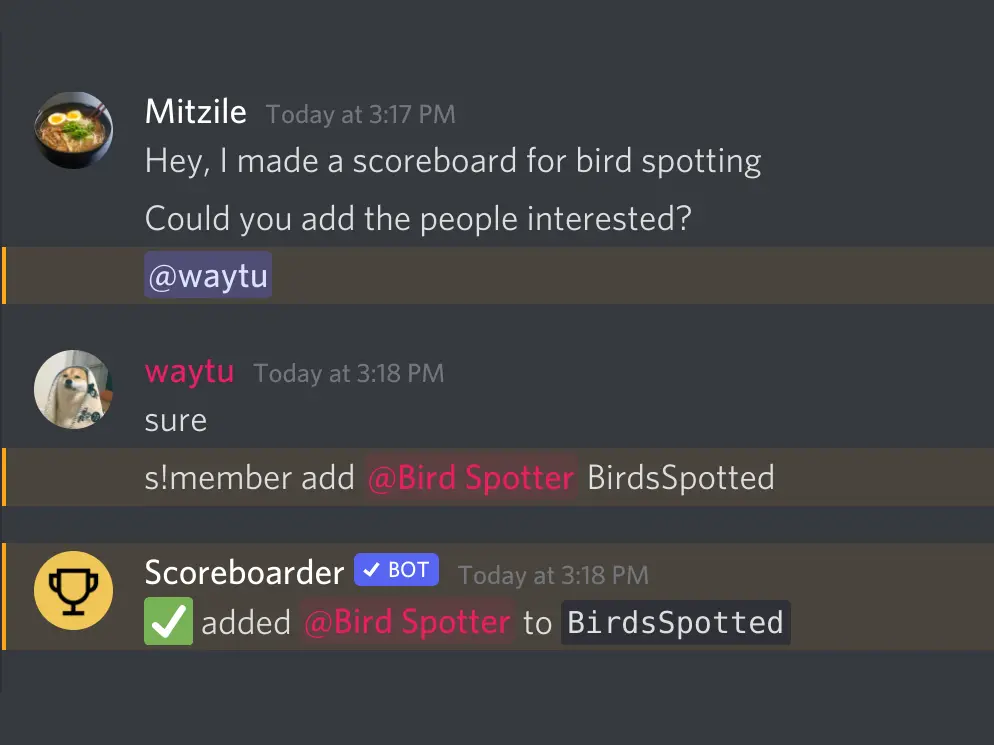 Mitzile Today at 3:17 PM
Hey, I made a scoreboard for bird spotting
Could you add the people interested?
@waytu
waytu Today at 3:18 PM
sure
s!member add @Bird Spotter BirdsSpotted
Scoreboarder ✓ BOT Today at 3:18 PM
✅ added @Bird Spotter to BirdsSpotted